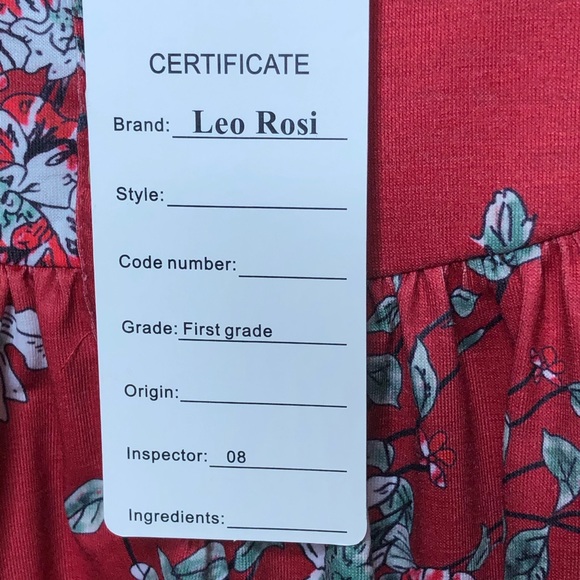 CERTIFICATE
Brand: Leo Rosi
Style:
Code number:
Grade: First grade
Origin:
Inspector: 08
Ingredients: